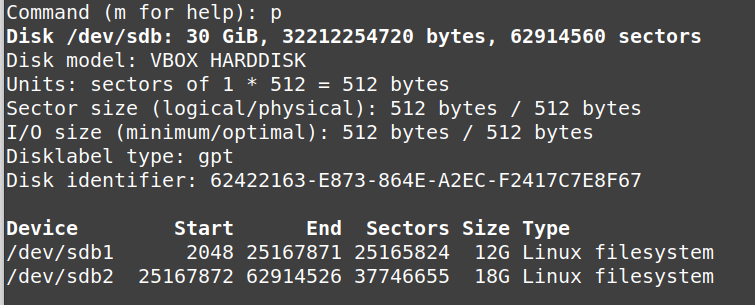 Command (m for help): p
Disk /dev/sdb: 30 GiB, 32212254720 bytes, 62914560 sectors
Disk model: VBOX HARDDISK
Units: sectors of 1 * 512 = 512 bytes
Sector size (logical/physical): 512 bytes / 512 bytes
I/O size (minimum/optimal): 512 bytes / 512 bytes
Disklabel type: gpt
Disk identifier: 62422163-E873-864E-A2EC-F2417C7E8F67
Device Start End Sectors Size Type
/dev/sdb1 2048 25167871 25165824 12G Linux filesystem
/dev/sdb2 25167872 62914526 37746655 18G Linux filesystem